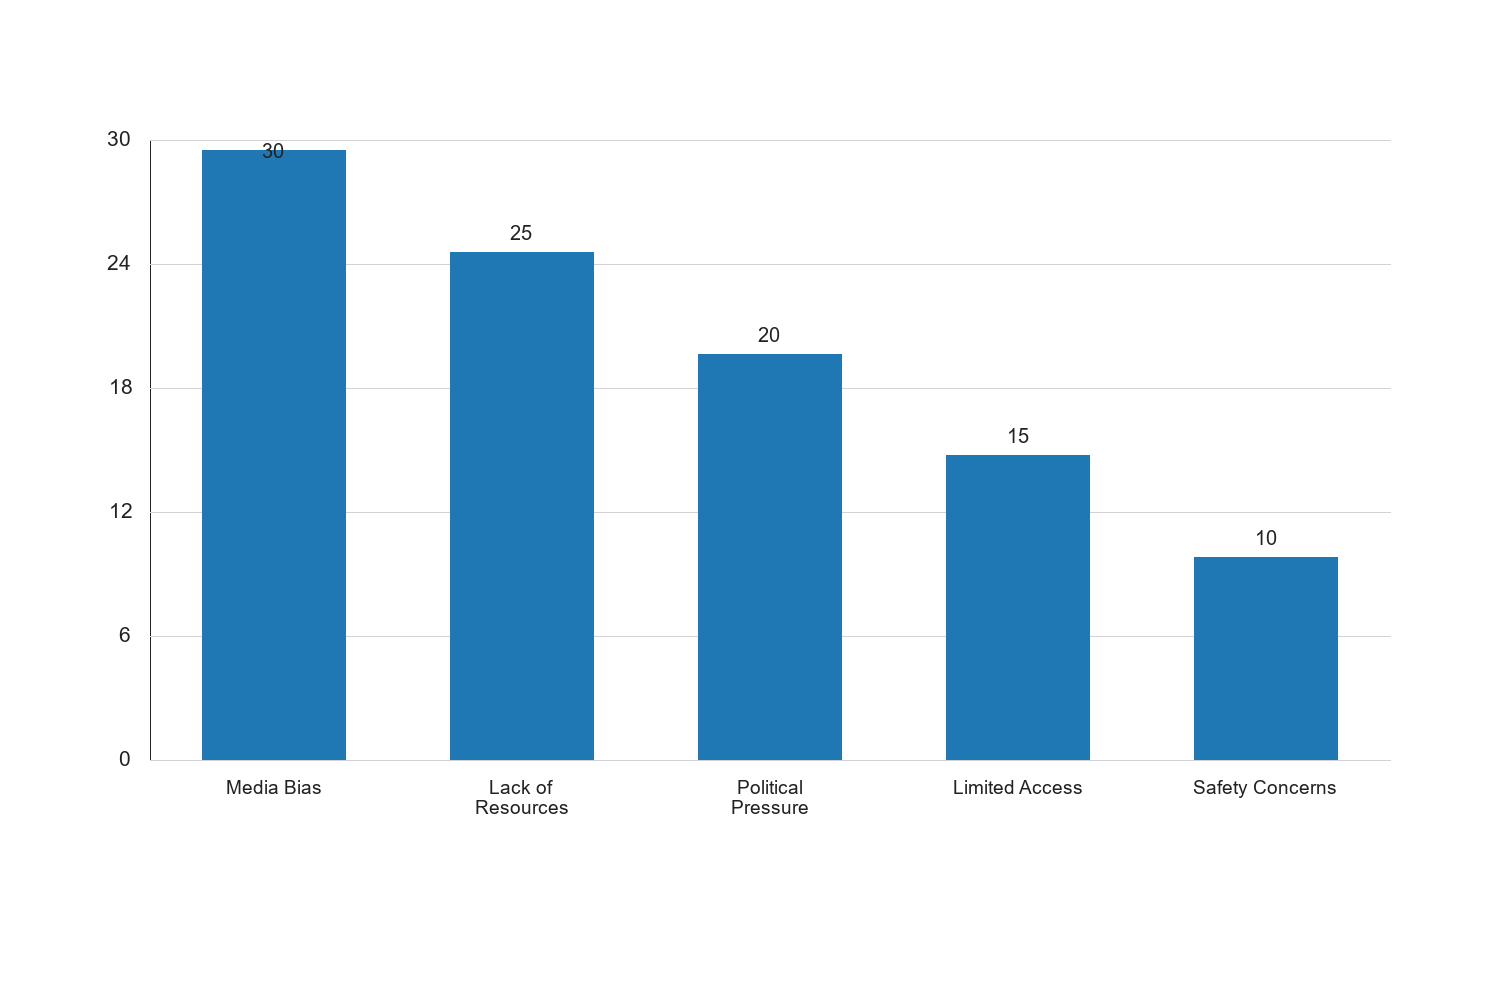 30
30
25
24
20
18
15
12
10
6
0
Media Bias
Lack of
Resources
Political
Pressure
Limited Access
Safety Concerns